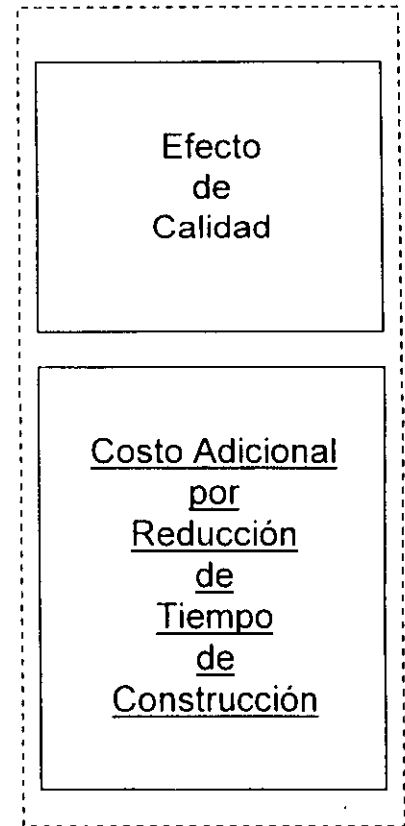 Efecto
de
Calidad
Costo Adicional
por
Reducción
de
Tiempo
de
Construcción